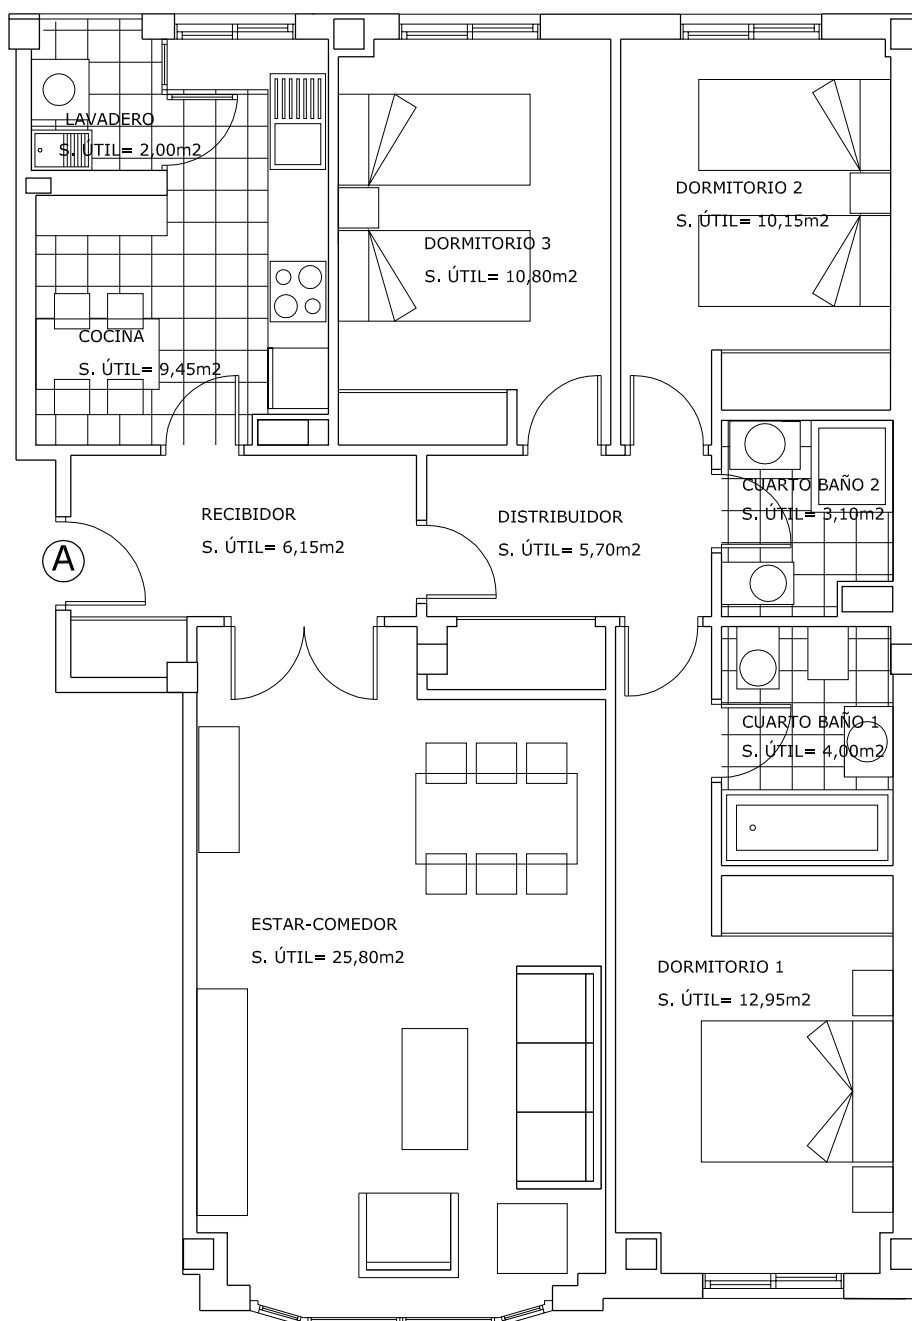 LAVADERO
S. ÚTIL= 2,00m2
DORMITORIO 2
S. ÚTIL= 10,15m2
DORMITORIO 3
S. ÚTIL= 10,80m2
COCINA
S. ÚTIL= 9,45m2
CUARTO BAÑO 2
S. ÚTIL= 3,10m2
RECIBIDOR
S. ÚTIL= 6,15m2
DISTRIBUIDOR
S. ÚTIL= 5,70m2
A
CUARTO BAÑO 1
S. ÚTIL= 4,00m2
ESTAR-COMEDOR
S. ÚTIL= 25,80m2
DORMITORIO 1
S. ÚTIL= 12,95m2